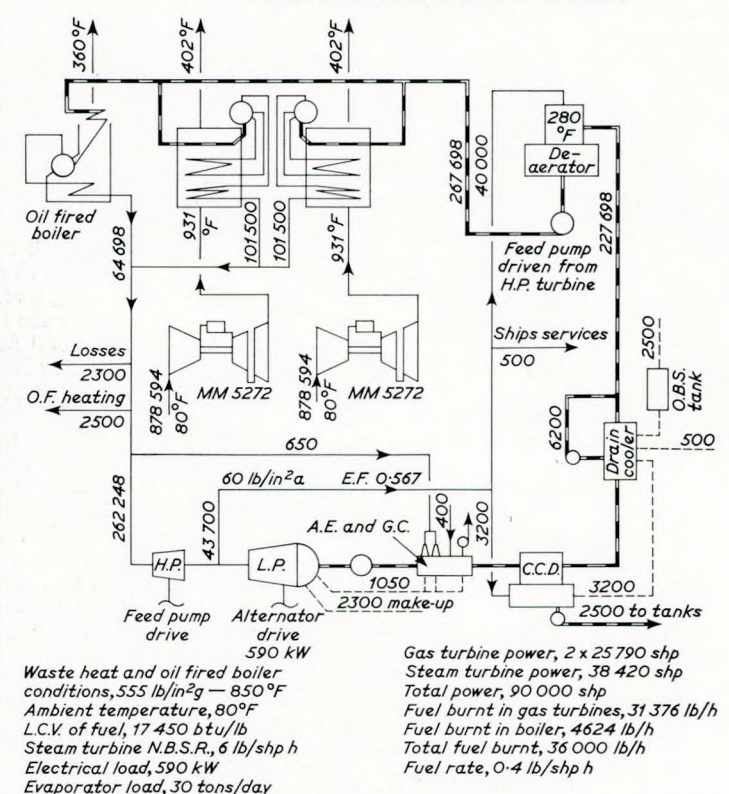 360°F
402°F
402°F
280
°F
De-
aerator
267 698
40 000
227 698
Oil fired
boiler
931
°F
101 500
101 500
931°F
64 698
Feed pump
driven from
H.P. turbine
Ships services
500
2500
O.B.S.
tank
Losses
2300
O.F. heating
2500
878 594
80°F
MM 5272
878 594
80°F
MM 5272
6200
Drain
cooler
500
650
60 lb/in²a
E.F. 0·567
262 248
43 700
A.E. and G.C.
400
3200
H.P.
L.P.
C.C.D.
1050
2300 make-up
3200
2500 to tanks
Feed pump
drive
Alternator
drive
590 kW
Waste heat and oil fired boiler
conditions, 555 lb/in²g — 850°F
Ambient temperature, 80°F
L.C.V. of fuel, 17 450 btu/lb
Steam turbine N.B.S.R., 6 lb/shp h
Electrical load, 590 kW
Evaporator load, 30 tons/day
Gas turbine power, 2 x 25 790 shp
Steam turbine power, 38 420 shp
Total power, 90 000 shp
Fuel burnt in gas turbines, 31 376 lb/h
Fuel burnt in boiler, 4624 lb/h
Total fuel burnt, 36 000 lb/h
Fuel rate, 0·4 lb/shp h